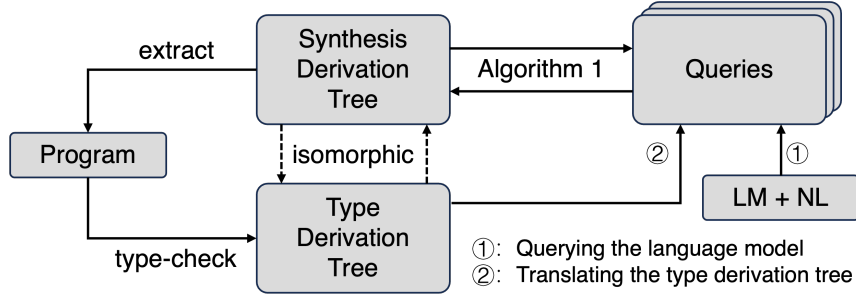 extract
Synthesis
Derivation
Tree
Algorithm 1
Queries
Program
isomorphic
②
①
type-check
Type
Derivation
Tree
LM + NL
①: Querying the language model
②: Translating the type derivation tree